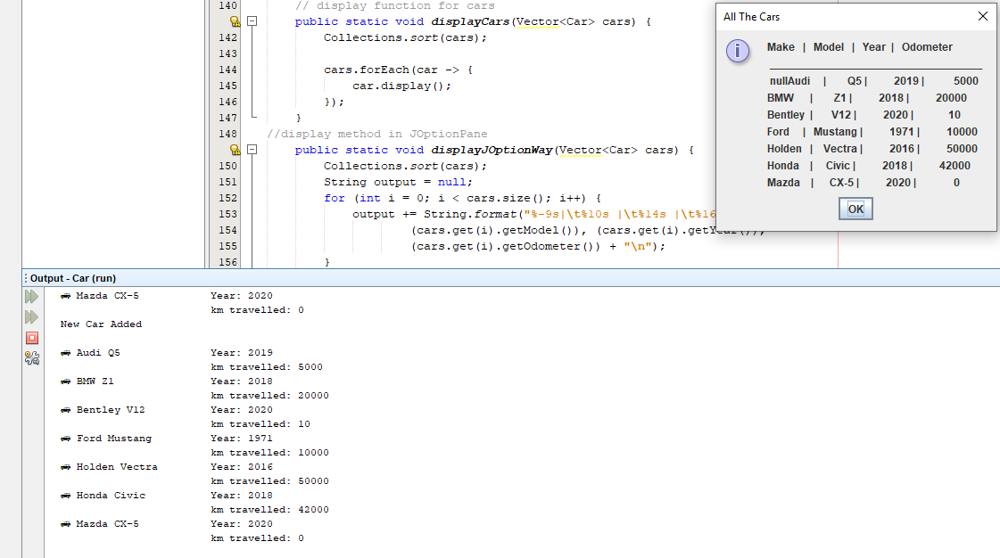 140 // display function for cars
public static void displayCars(Vector<Car> cars) {
142 Collections.sort(cars);
143
144 cars.forEach(car -> {
145 car.display();
146 });
147 }
148 //display method in JOptionPane
public static void displayJOptionWay(Vector<Car> cars) {
150 Collections.sort(cars);
151 String output = null;
152 for (int i = 0; i < cars.size(); i++) {
153 output += String.format("%-9s|\t%10s |\t%14s |\t%16
154 (cars.get(i).getModel()), (cars.get(i).getYear()),
155 (cars.get(i).getOdometer()) + "\n");
156 }
All The Cars
i
Make | Model | Year | Odometer
nullAudi | Q5 | 2019 | 5000
BMW | Z1 | 2018 | 20000
Bentley | V12 | 2020 | 10
Ford | Mustang | 1971 | 10000
Holden | Vectra | 2016 | 50000
Honda | Civic | 2018 | 42000
Mazda | CX-5 | 2020 | 0
OK
Output - Car (run)
Mazda CX-5 Year: 2020
km travelled: 0
New Car Added
Audi Q5 Year: 2019
km travelled: 5000
BMW Z1 Year: 2018
km travelled: 20000
Bentley V12 Year: 2020
km travelled: 10
Ford Mustang Year: 1971
km travelled: 10000
Holden Vectra Year: 2016
km travelled: 50000
Honda Civic Year: 2018
km travelled: 42000
Mazda CX-5 Year: 2020
km travelled: 0